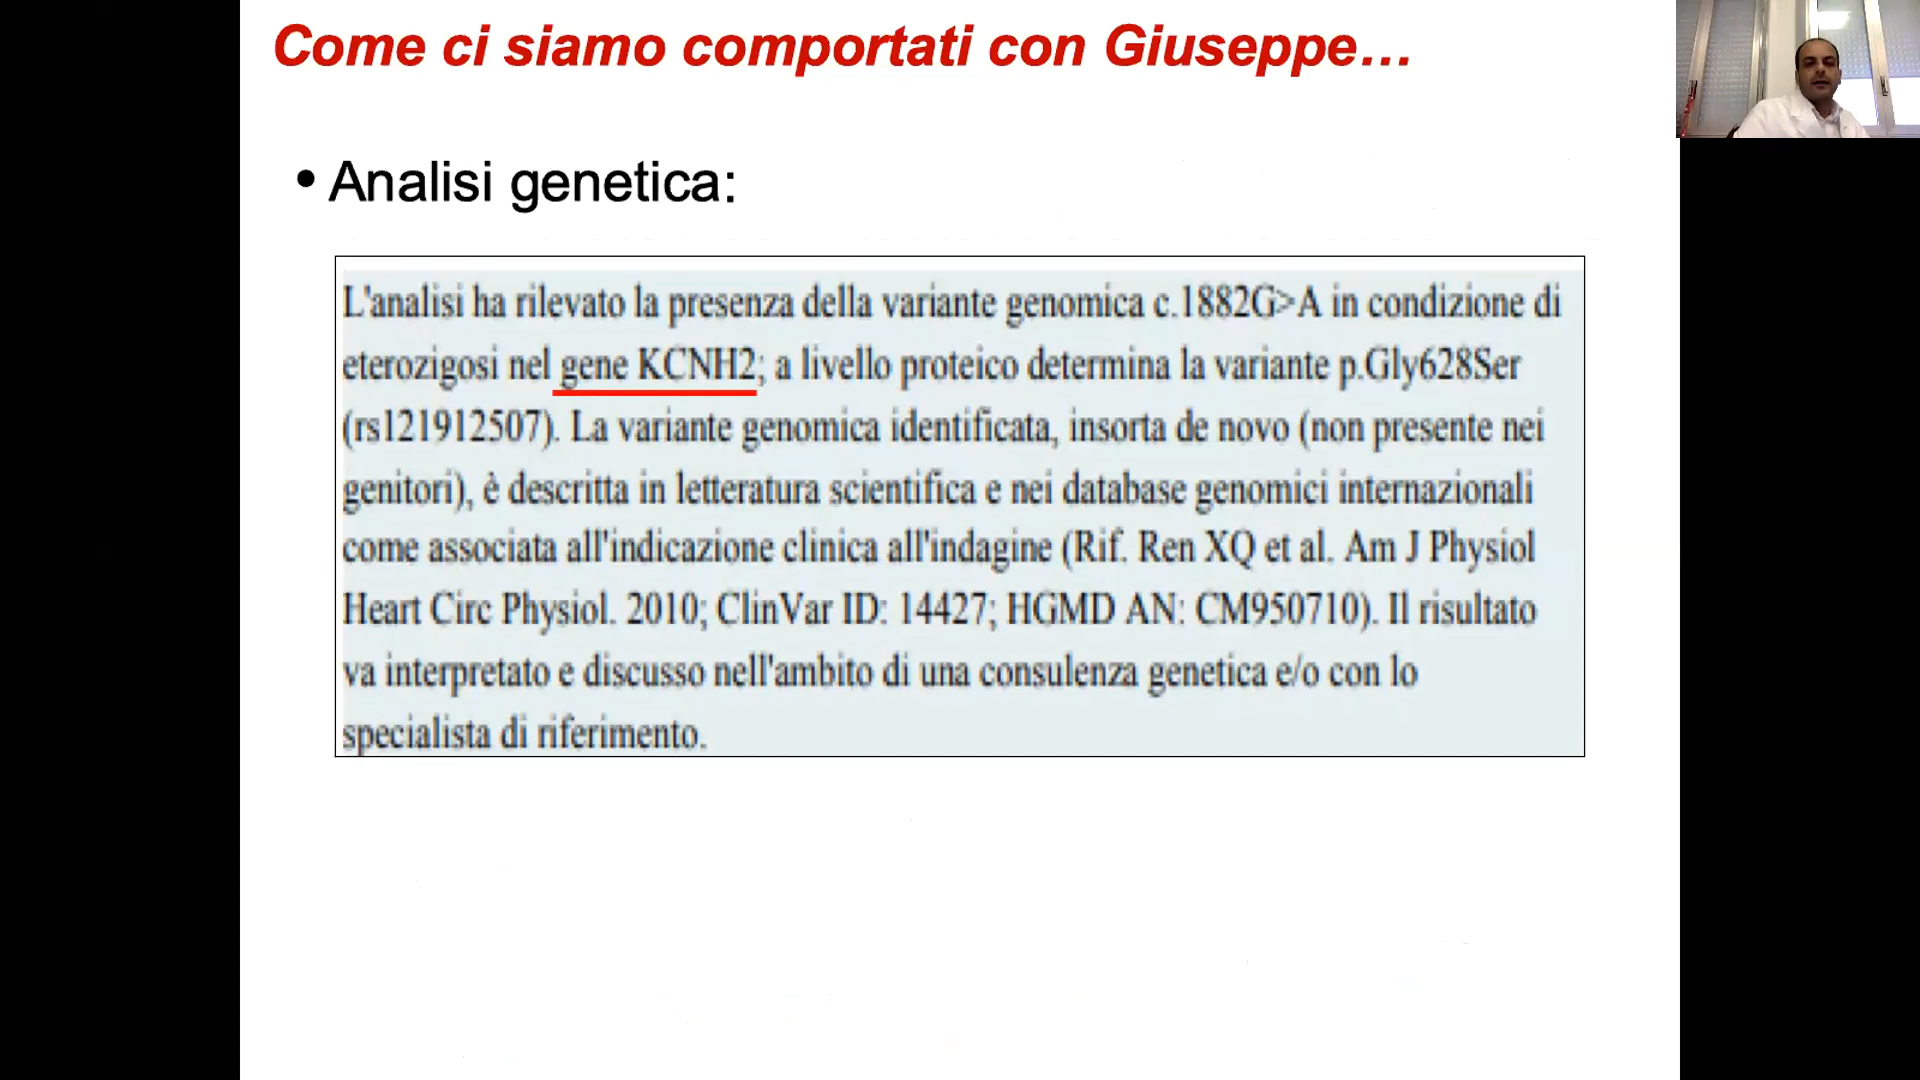 Come ci siamo comportati con Giuseppe...
• Analisi genetica:
L'analisi ha rilevato la presenza della variante genomica c.1882G>A in condizione di
eterozigosi nel gene KCNH2; a livello proteico determina la variante p.Gly628Ser
(rs121912507). La variante genomica identificata, insorta de novo (non presente nei
genitori), è descritta in letteratura scientifica e nei database genomici internazionali
come associata all'indicazione clinica all'indagine (Rif. Ren XQ et al. Am J Physiol
Heart Circ Physiol. 2010; ClinVar ID: 14427; HGMD AN: CM950710). Il risultato
va interpretato e discusso nell'ambito di una consulenza genetica e/o con lo
specialista di riferimento.